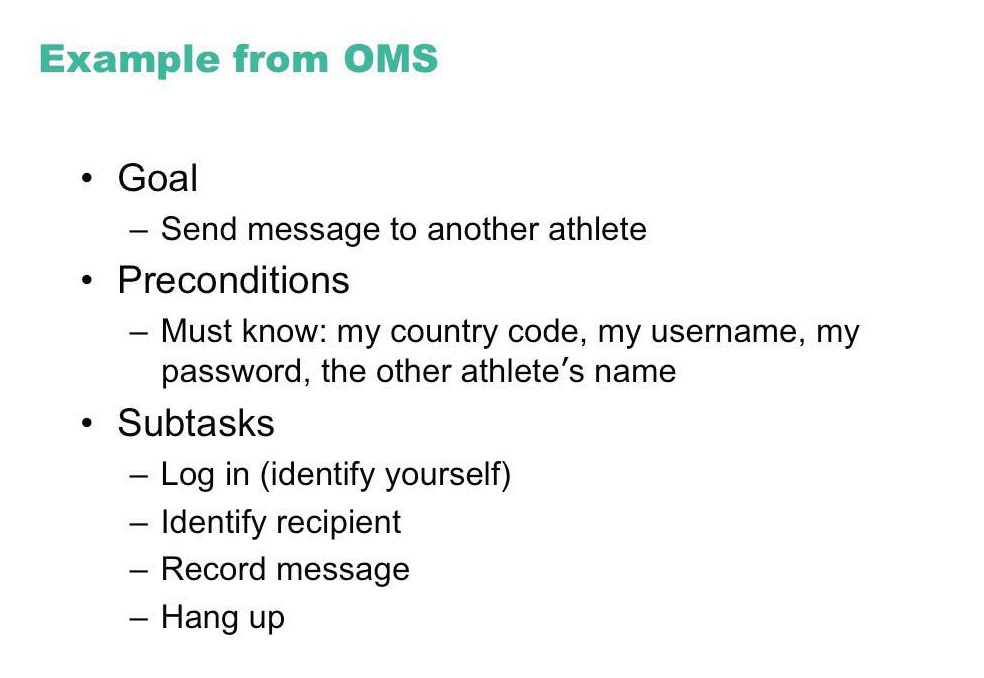 Example from OMS
• Goal
– Send message to another athlete
• Preconditions
– Must know: my country code, my username, my
password, the other athlete′s name
• Subtasks
– Log in (identify yourself)
– Identify recipient
– Record message
– Hang up